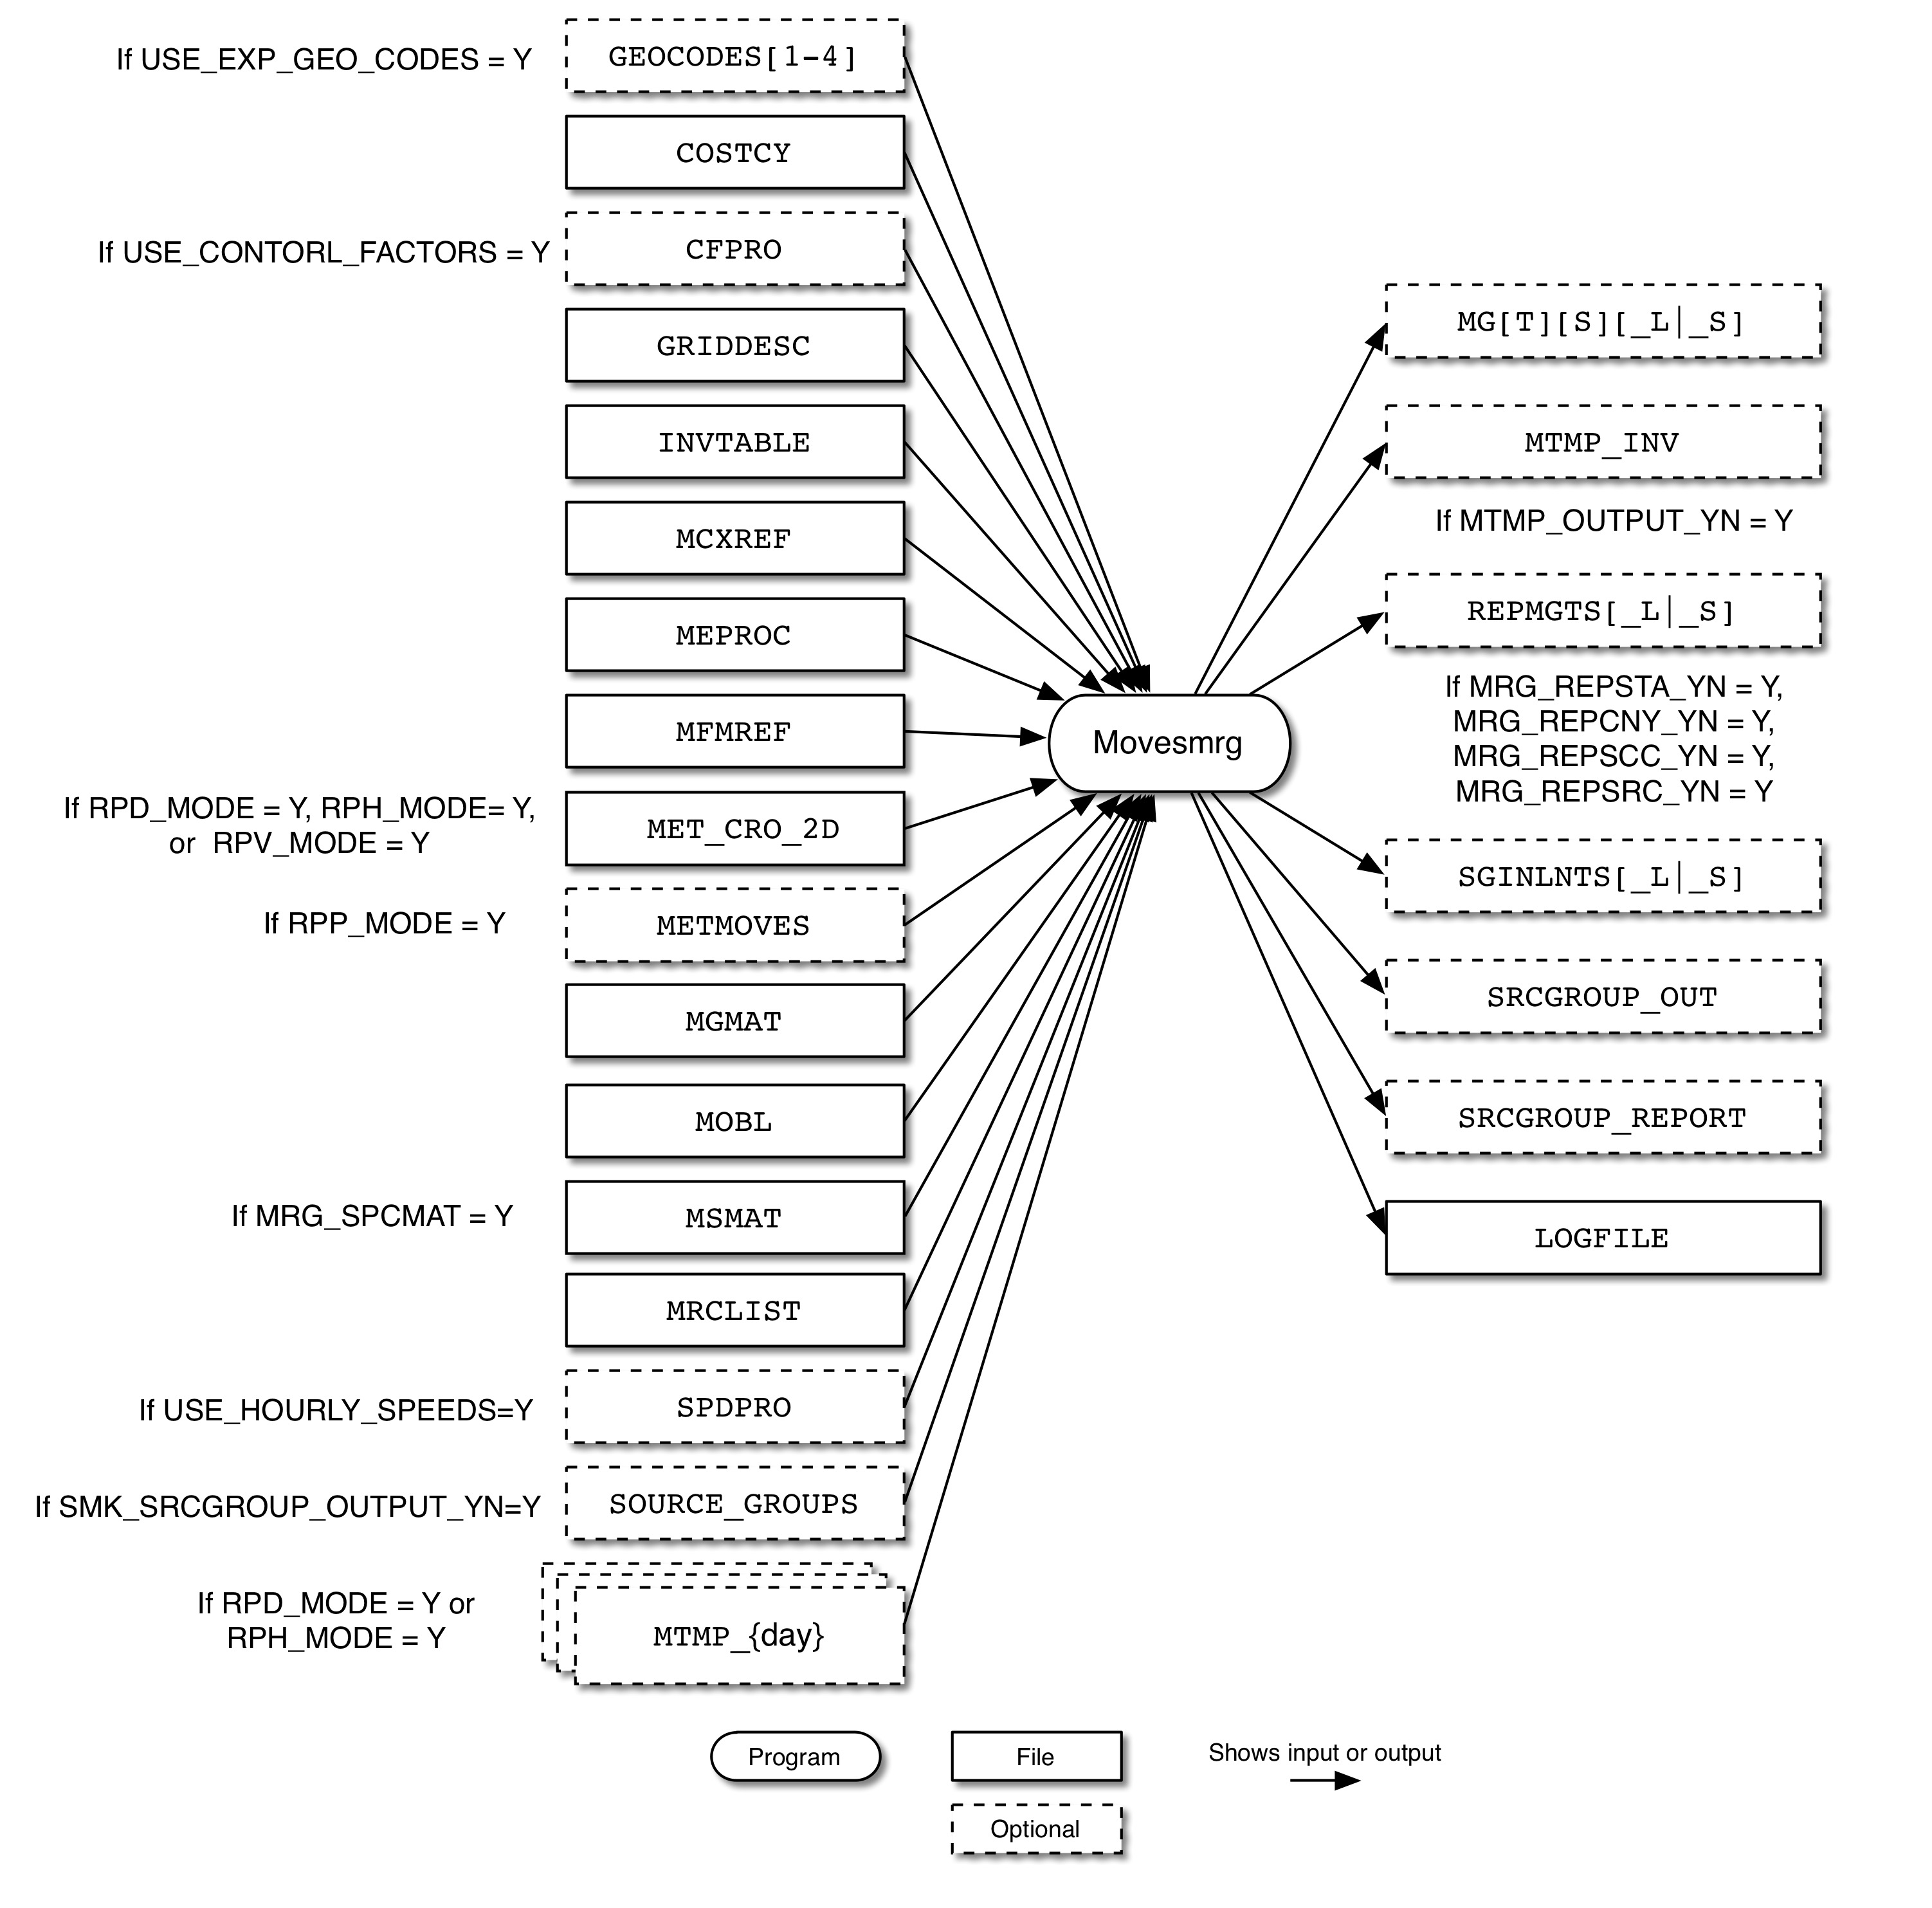 If USE_EXP_GEO_CODES = Y
GEOCODES[1-4]
COSTCY
If USE_CONTORL_FACTORS = Y
CFPRO
GRIDDESC
INVTABLE
MCXREF
MEPROC
MFMREF
If RPD_MODE = Y, RPH_MODE= Y,
or RPV_MODE = Y
MET_CRO_2D
If RPP_MODE = Y
METMOVES
MGMAT
MOBL
If MRG_SPCMAT = Y
MSMAT
MRCLIST
If USE_HOURLY_SPEEDS=Y
SPDPRO
If SMK_SRCGROUP_OUTPUT_YN=Y
SOURCE_GROUPS
If RPD_MODE = Y or
RPH_MODE = Y
MTMP_{day}
Movesmrg
MG[T][S][_L|_S]
MTMP_INV
If MTMP_OUTPUT_YN = Y
REPMGTS[_L|_S]
If MRG_REPSTA_YN = Y,
MRG_REPCNY_YN = Y,
MRG_REPSCC_YN = Y,
MRG_REPSRC_YN = Y
SGINLNTS[_L|_S]
SRCGROUP_OUT
SRCGROUP_REPORT
LOGFILE
Program
File
Shows input or output
Optional